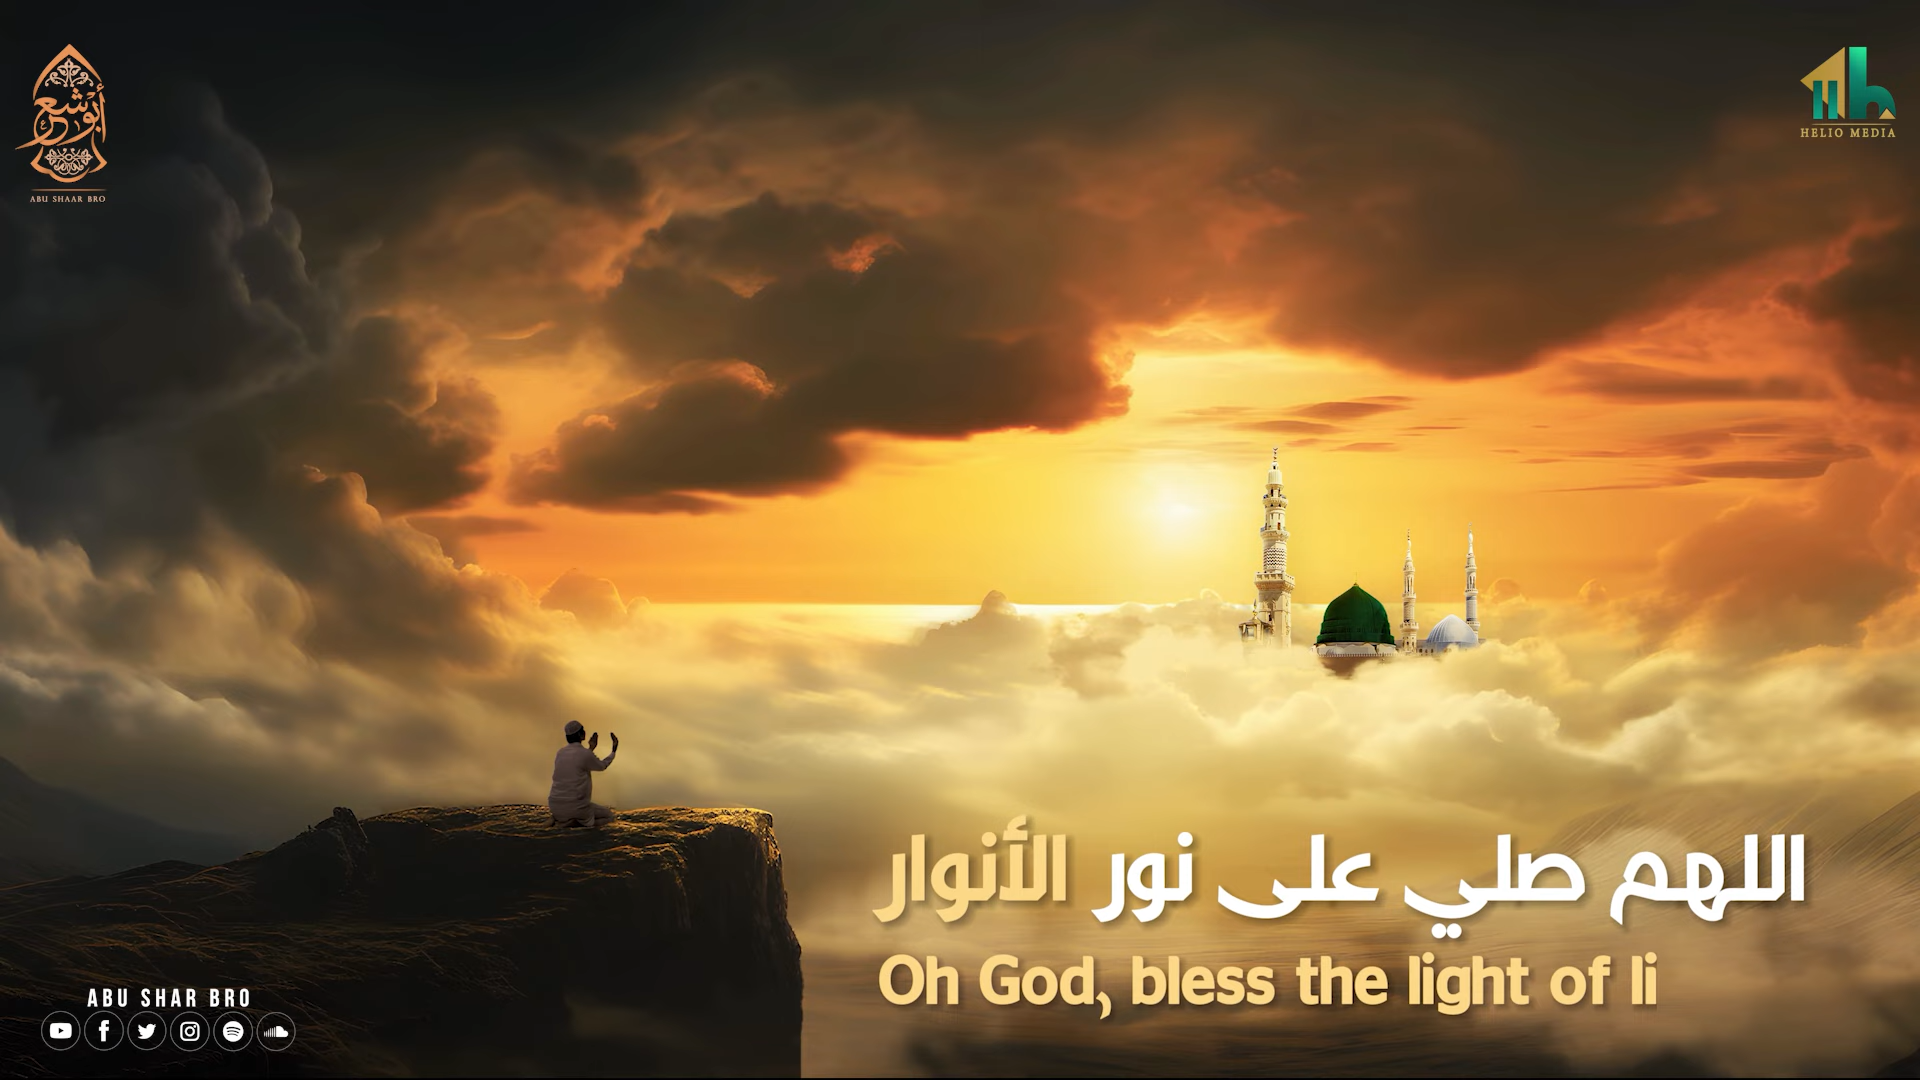 أبو شعر
ABU SHAAR BRO
HELIO MEDIA
اللهم صلي على نور الأنوار
Oh God, bless the light of li
ABU SHAR BRO